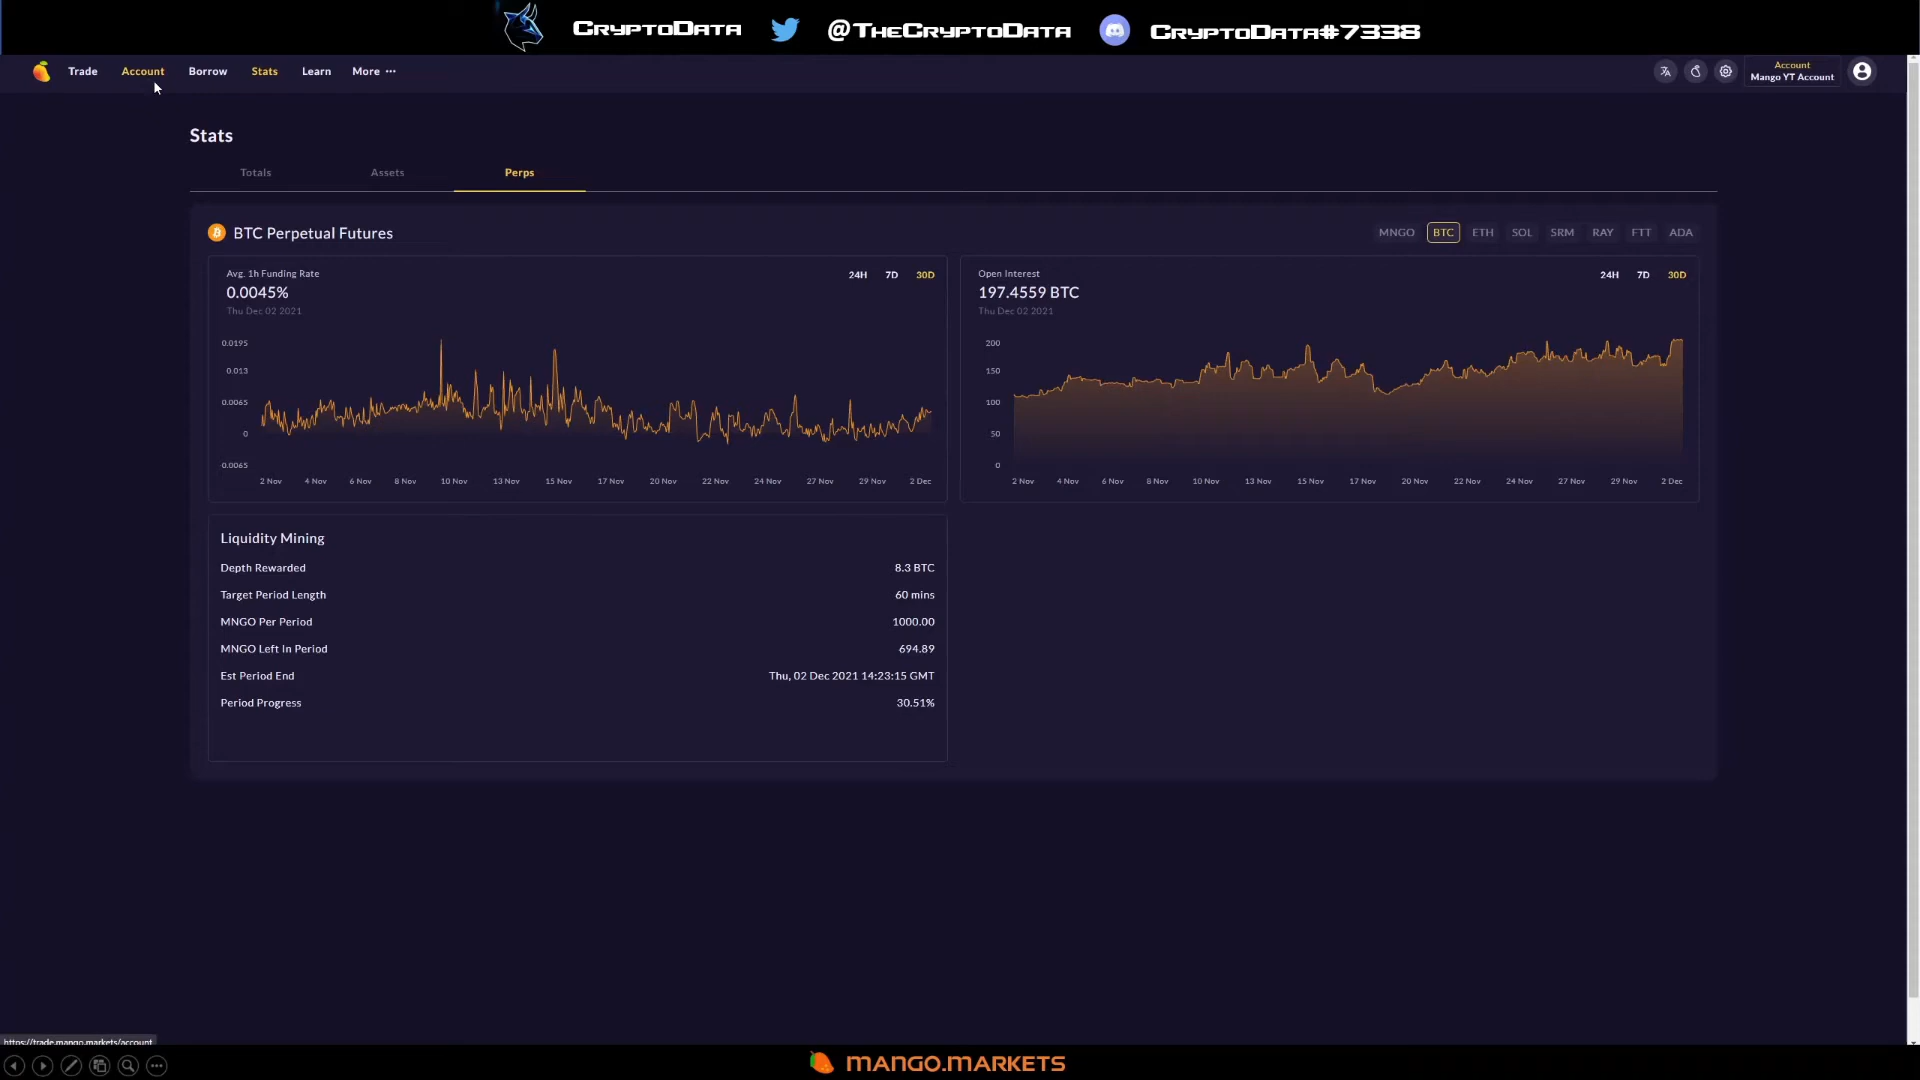 CryptoData @TheCryptoData CryptoData#7338
Trade Account Borrow Stats Learn More ···
Account
Mango YT Account
Stats
Totals Assets Perps
BTC Perpetual Futures
MNGO BTC ETH SOL SRM RAY FTT ADA
Avg. 1h Funding Rate
24H 7D 30D
0.0045%
Thu Dec 02 2021
0.0195
0.013
0.0065
0
-0.0065
2 Nov 4 Nov 6 Nov 8 Nov 10 Nov 13 Nov 15 Nov 17 Nov 20 Nov 22 Nov 24 Nov 27 Nov 29 Nov 2 Dec
Open Interest
24H 7D 30D
197.4559 BTC
Thu Dec 02 2021
200
150
100
50
0
2 Nov 4 Nov 6 Nov 8 Nov 10 Nov 13 Nov 15 Nov 17 Nov 20 Nov 22 Nov 24 Nov 27 Nov 29 Nov 2 Dec
Liquidity Mining
Depth Rewarded 8.3 BTC
Target Period Length 60 mins
MNGO Per Period 1000.00
MNGO Left In Period 694.89
Est Period End Thu, 02 Dec 2021 14:23:15 GMT
Period Progress 30.51%
https://trade.mango.markets/account
MANGO.MARKETS